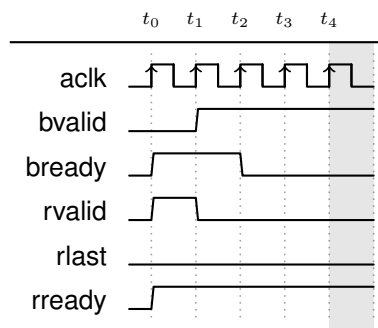 t0 t1 t2 t3 t4
aclk
bvalid
bready
rvalid
rlast
rready